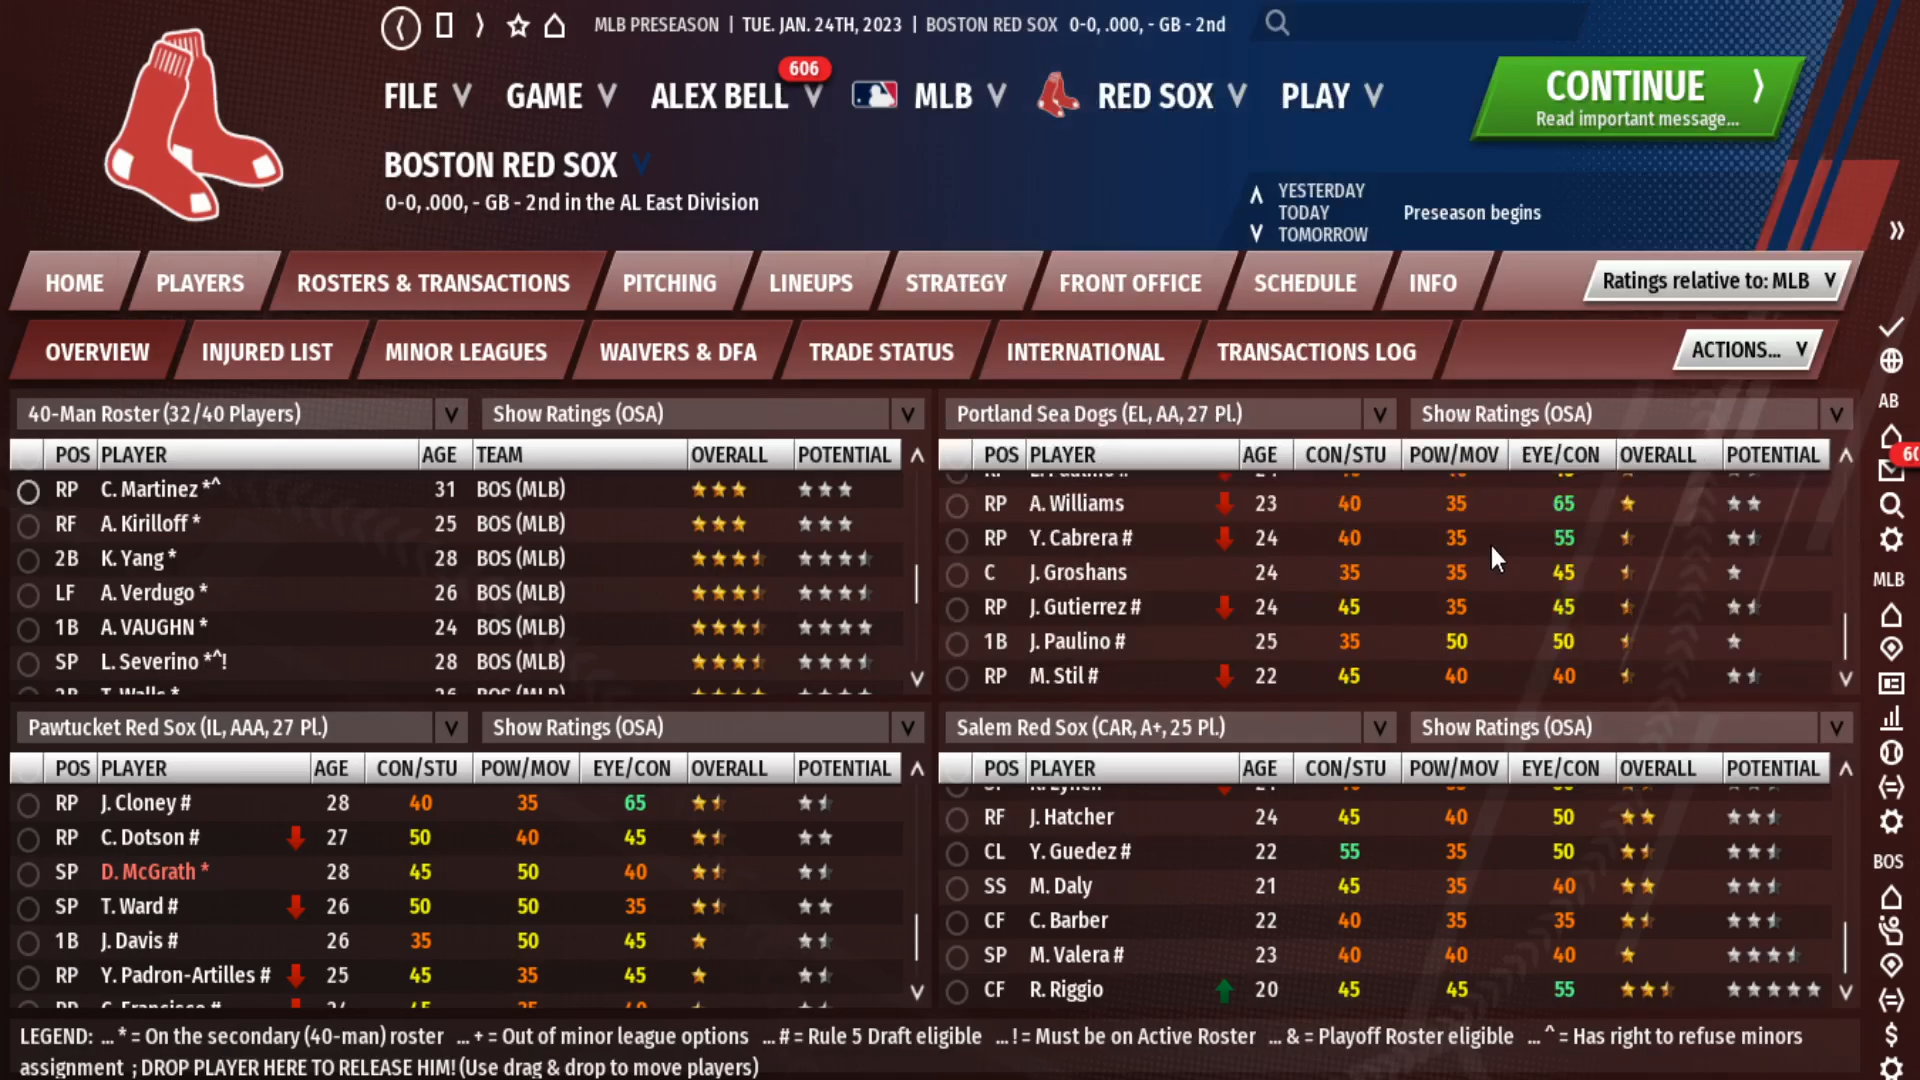 MLB PRESEASON | TUE. JAN. 24TH, 2023 | BOSTON RED SOX 0-0, .000, - GB - 2nd
606
FILE GAME ALEX BELL MLB RED SOX PLAY
CONTINUE
Read important message...
BOSTON RED SOX
0-0, .000, - GB - 2nd in the AL East Division
YESTERDAY
TODAY Preseason begins
TOMORROW
HOME PLAYERS ROSTERS & TRANSACTIONS PITCHING LINEUPS STRATEGY FRONT OFFICE SCHEDULE INFO Ratings relative to: MLB
OVERVIEW INJURED LIST MINOR LEAGUES WAIVERS & DFA TRADE STATUS INTERNATIONAL TRANSACTIONS LOG ACTIONS...
40-Man Roster (32/40 Players) Show Ratings (OSA)
POS PLAYER AGE TEAM OVERALL POTENTIAL
RP C. Martinez *^ 31 BOS (MLB)
RF A. Kirilloff * 25 BOS (MLB)
2B K. Yang * 28 BOS (MLB)
LF A. Verdugo * 26 BOS (MLB)
1B A. VAUGHN * 24 BOS (MLB)
SP L. Severino *^! 28 BOS (MLB)
Portland Sea Dogs (EL, AA, 27 Pl.) Show Ratings (OSA)
POS PLAYER AGE CON/STU POW/MOV EYE/CON OVERALL POTENTIAL
RP A. Williams 23 40 35 65
RP Y. Cabrera # 24 40 35 55
C J. Groshans 24 35 35 45
RP J. Gutierrez # 24 45 35 45
1B J. Paulino # 25 35 50 50
RP M. Stil # 22 45 40 40
Pawtucket Red Sox (IL, AAA, 27 Pl.) Show Ratings (OSA)
POS PLAYER AGE CON/STU POW/MOV EYE/CON OVERALL POTENTIAL
RP J. Cloney # 28 40 35 65
RP C. Dotson # 27 50 40 45
SP D. McGrath * 28 45 50 40
SP T. Ward # 26 50 50 35
1B J. Davis # 26 35 50 45
RP Y. Padron-Artilles # 25 45 35 45
Salem Red Sox (CAR, A+, 25 Pl.) Show Ratings (OSA)
POS PLAYER AGE CON/STU POW/MOV EYE/CON OVERALL POTENTIAL
RF J. Hatcher 24 45 40 50
CL Y. Guedez # 22 55 35 50
SS M. Daly 21 45 35 40
CF C. Barber 22 40 35 35
SP M. Valera # 23 40 40 40
CF R. Riggio 20 45 45 55
AB
MLB
BOS
LEGEND: ... * = On the secondary (40-man) roster ... + = Out of minor league options ... # = Rule 5 Draft eligible ... ! = Must be on Active Roster ... & = Playoff Roster eligible ... ^ = Has right to refuse minors
assignment ; DROP PLAYER HERE TO RELEASE HIM! (Use drag & drop to move players)